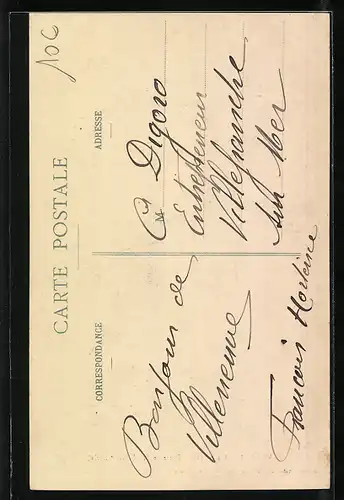 10c
CARTE POSTALE
CORRESPONDANCE
ADRESSE
Bonjour de
Villeneuve
François Hortense
M
Digoro
Entrepreneur
Villefranche
sur Mer